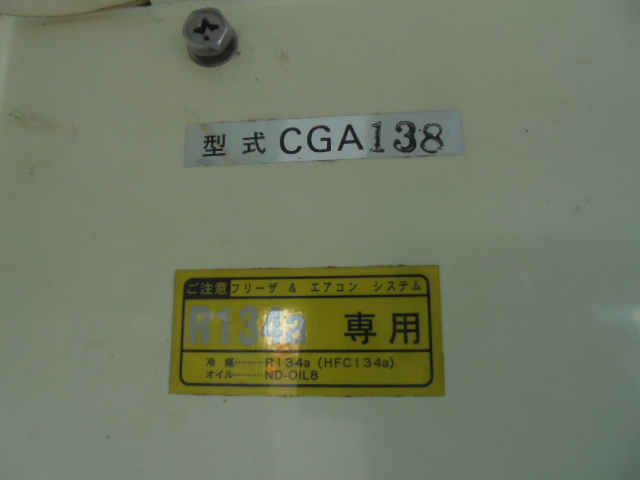 型式 CGA138
ご注意 フリーザ & エアコン システム
R134a 専用
冷媒………R134a (HFC134a)
オイル………ND-OIL8